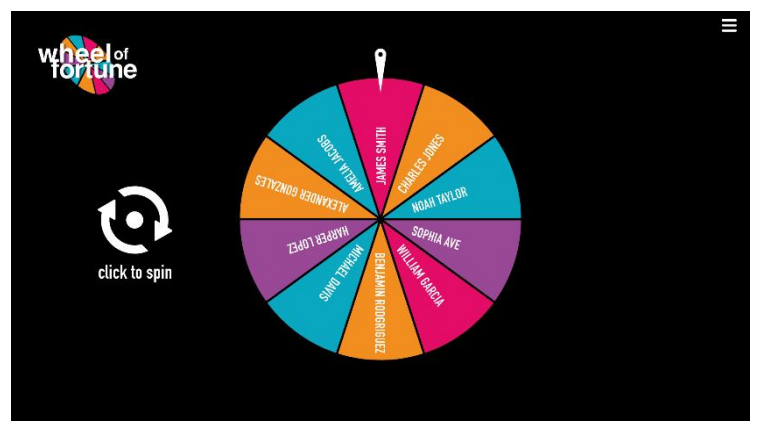 wheel of
fortune
click to spin
JAMES SMITH
CHARLES JONES
NOAH TAYLOR
SOPHIA AVE
WILLIAM GARCIA
BENJAMIN RODGRIGUEZ
MICHAEL DAVIS
HARPER LOPEZ
ALEXANDER GONZALES
AMELIA JACOBS